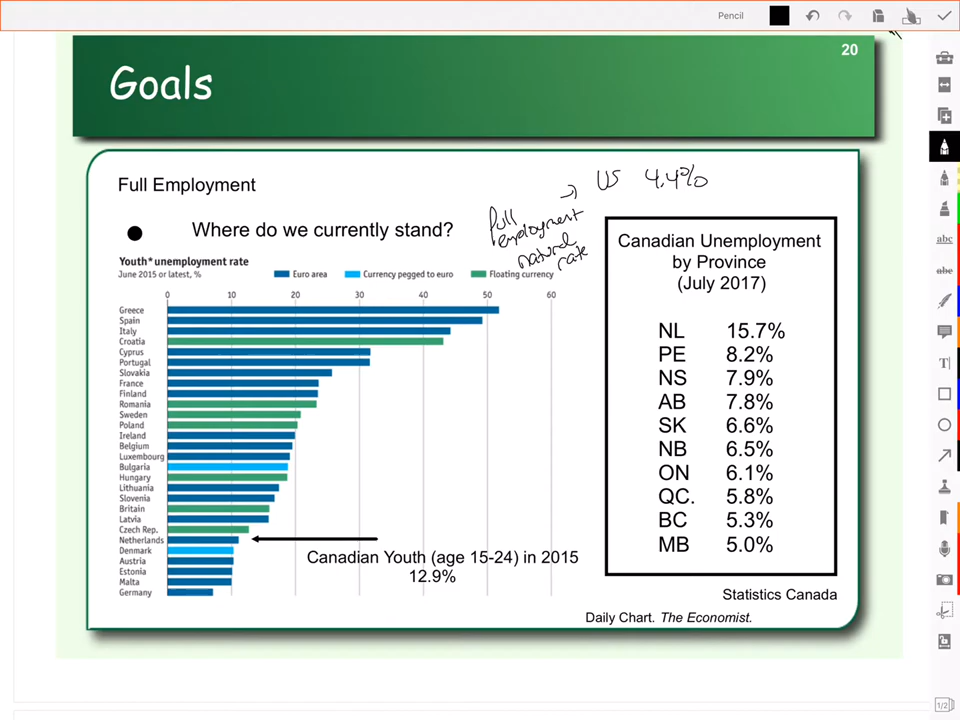 Pencil
20
Goals
Full Employment
Where do we currently stand?
full
employment
natural
rate
US 4.4%
Youth* unemployment rate
June 2015 or latest, %
Euro area
Currency pegged to euro
Floating currency
0 10 20 30 40 50 60
Greece
Spain
Italy
Croatia
Cyprus
Portugal
Slovakia
France
Finland
Romania
Sweden
Poland
Ireland
Belgium
Luxembourg
Bulgaria
Hungary
Lithuania
Slovenia
Britain
Latvia
Czech Rep.
Netherlands
Denmark
Austria
Estonia
Malta
Germany
Canadian Youth (age 15-24) in 2015
12.9%
Canadian Unemployment
by Province
(July 2017)
NL 15.7%
PE 8.2%
NS 7.9%
AB 7.8%
SK 6.6%
NB 6.5%
ON 6.1%
QC. 5.8%
BC 5.3%
MB 5.0%
Statistics Canada
Daily Chart. The Economist.
abc
abc
T
1/2